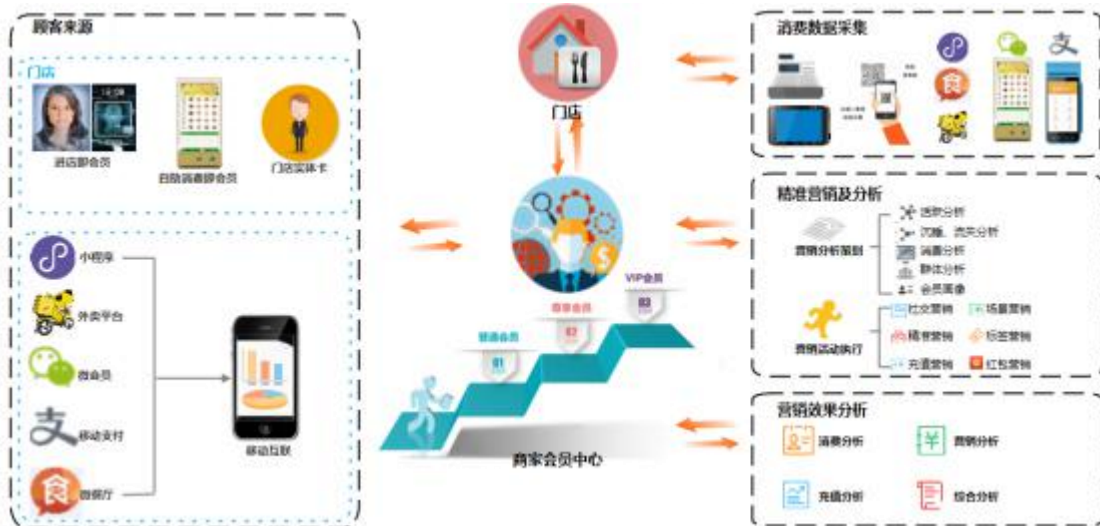 顾客来源
门店
进店即会员
自助消费即会员
门店实体卡
小程序
外卖平台
微会员
移动支付
微餐厅
移动互联
门店
普通会员
01
尊享会员
02
VIP会员
03
商家会员中心
消费数据采集
精准营销及分析
营销分析策划
活跃分析
沉睡、流失分析
消费分析
群体分析
会员画像
营销活动执行
社交营销
场景营销
精准营销
标签营销
充值营销
红包营销
营销效果分析
消费分析
营销分析
充值分析
综合分析